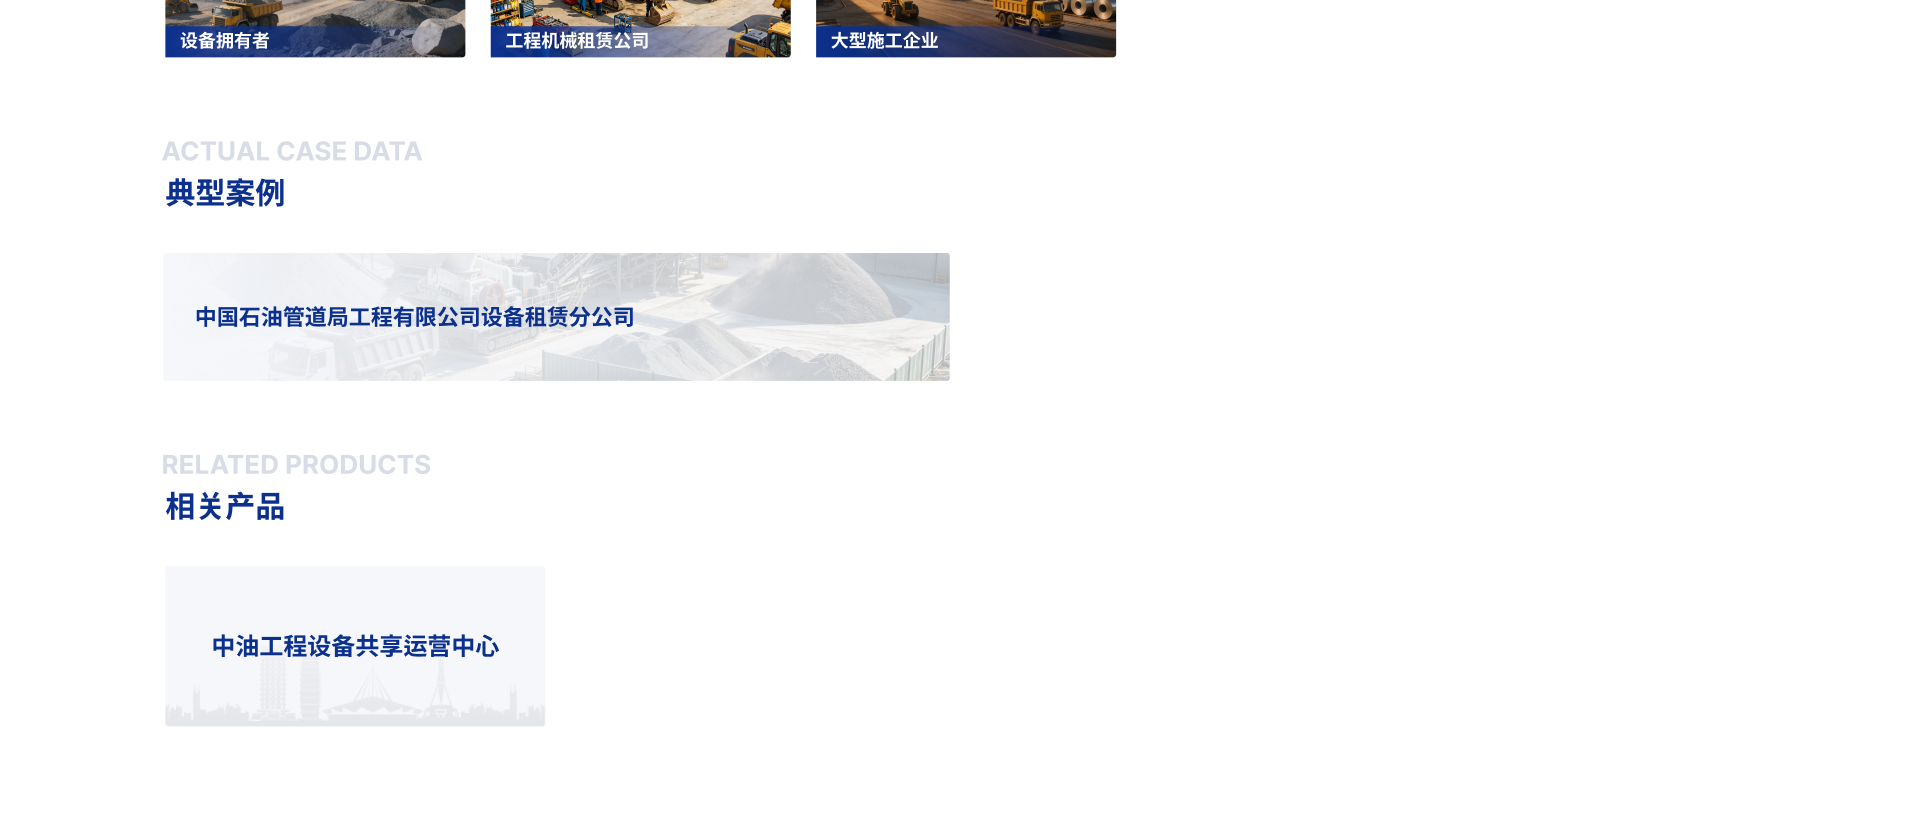 设备拥有者
工程机械租赁公司
大型施工企业
ACTUAL CASE DATA
典型案例
中国石油管道局工程有限公司设备租赁分公司
RELATED PRODUCTS
相关产品
中油工程设备共享运营中心